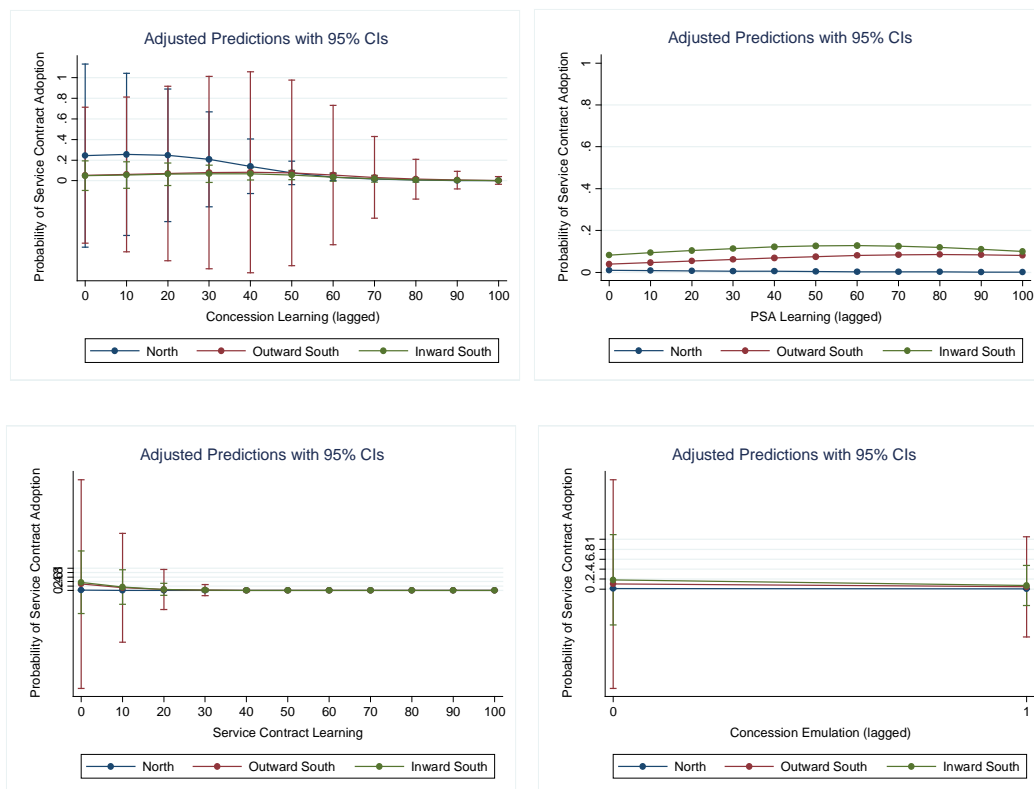 Adjusted Predictions with 95% CIs
Probability of Service Contract Adoption
1
.8
.6
.4
.2
0
0 10 20 30 40 50 60 70 80 90 100
Concession Learning (lagged)
North Outward South Inward South
Adjusted Predictions with 95% CIs
Probability of Service Contract Adoption
1
.8
.6
.4
.2
0
0 10 20 30 40 50 60 70 80 90 100
PSA Learning (lagged)
North Outward South Inward South
Adjusted Predictions with 95% CIs
Probability of Service Contract Adoption
0 10 20 30 40 50 60 70 80 90 100
Service Contract Learning
North Outward South Inward South
Adjusted Predictions with 95% CIs
Probability of Service Contract Adoption
0 .2 .4 .6 .8 1
0 1
Concession Emulation (lagged)
North Outward South Inward South